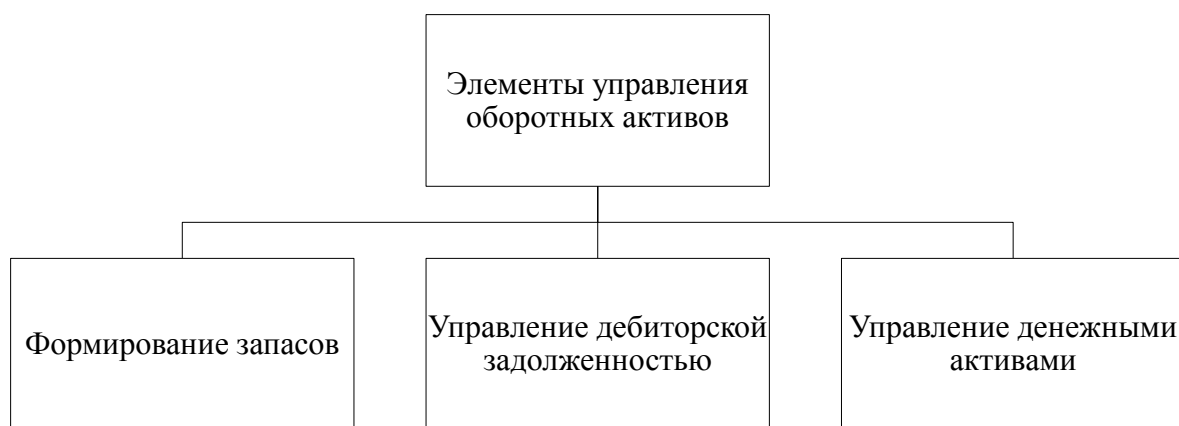 Элементы управления
оборотных активов
Формирование запасов
Управление дебиторской
задолженностью
Управление денежными
активами